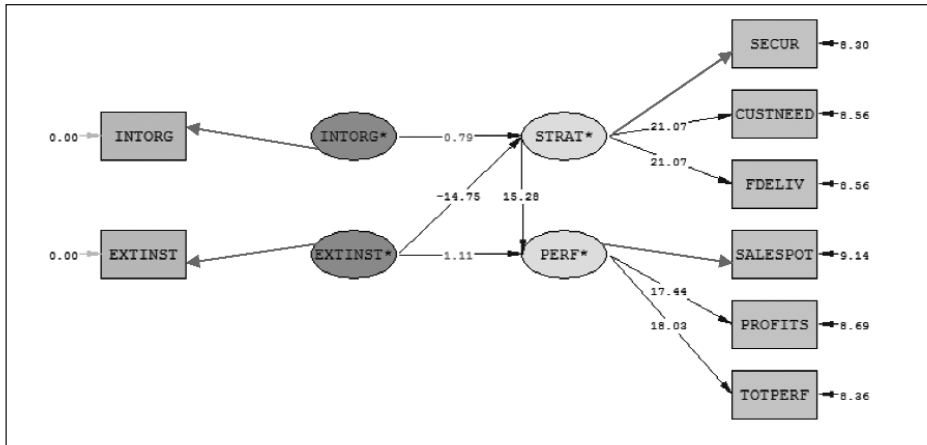 SECUR
8.30
0.00
INTORG
INTORG*
0.79
STRAT*
21.07
CUSTNEED
8.56
21.07
FDELIV
8.56
-14.75
15.28
0.00
EXTINST
EXTINST*
1.11
PERF*
SALESPOT
9.14
17.44
PROFITS
8.69
18.03
TOTPERF
8.36